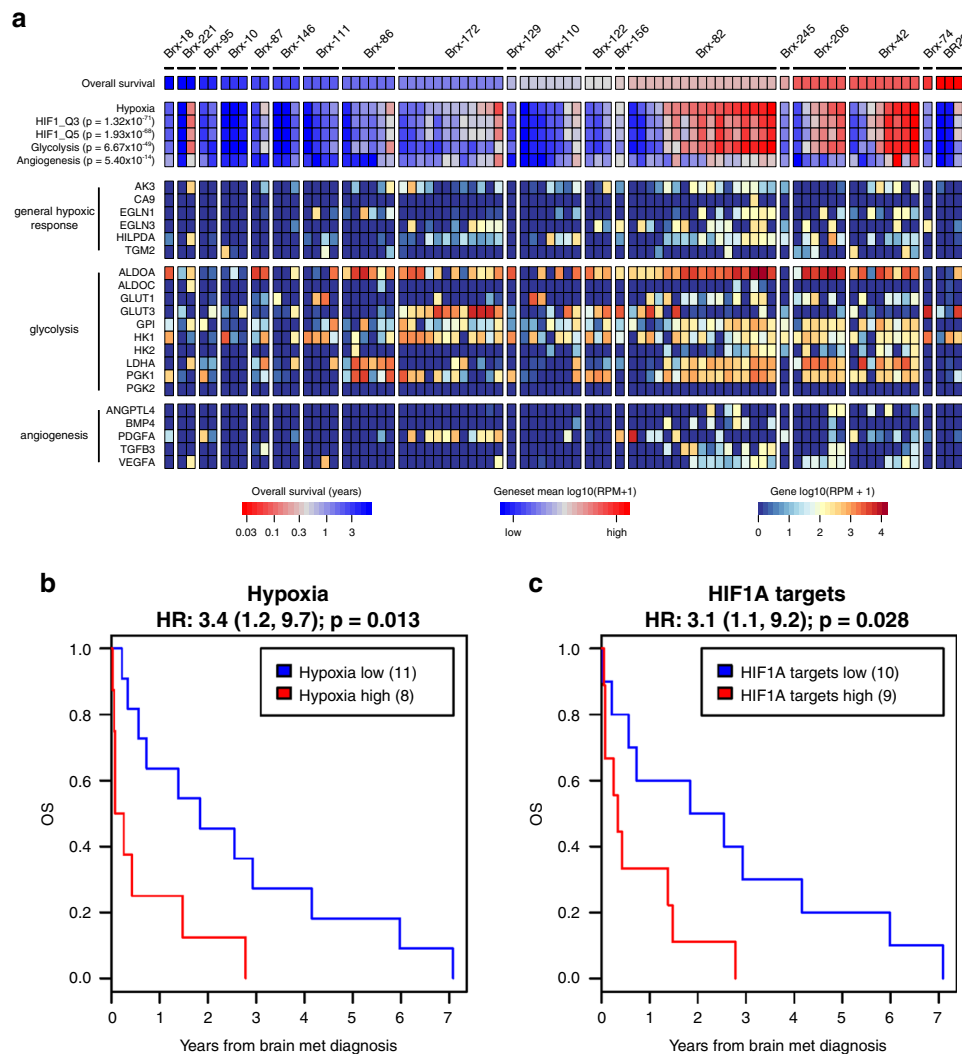 a
Brx-18
Brx-221
Brx-95
Brx-10
Brx-87
Brx-146
Brx-111
Brx-86
Brx-172
Brx-129
Brx-110
Brx-122
Brx-156
Brx-82
Brx-245
Brx-206
Brx-42
Brx-74
Overall survival
Hypoxia
HIF1_Q3 (p = 1.32x10⁻⁷¹)
HIF1_Q5 (p = 1.93x10⁻⁶⁸)
Glycolysis (p = 6.67x10⁻⁴⁹)
Angiogenesis (p = 5.40x10⁻¹⁴)
general hypoxic
response
AK3
CA9
EGLN1
EGLN3
HILPDA
TGM2
glycolysis
ALDOA
ALDOC
GLUT1
GLUT3
GPI
HK1
HK2
LDHA
PGK1
PGK2
angiogenesis
ANGPTL4
BMP4
PDGFA
TGFB3
VEGFA
Overall survival (years)
0.03 0.1 0.3 1 3
Geneset mean log10(RPM+1)
low high
Gene log10(RPM + 1)
0 1 2 3 4
b
Hypoxia
HR: 3.4 (1.2, 9.7); p = 0.013
Hypoxia low (11)
Hypoxia high (8)
OS
1.0
0.8
0.6
0.4
0.2
0.0
0 1 2 3 4 5 6 7
Years from brain met diagnosis
c
HIF1A targets
HR: 3.1 (1.1, 9.2); p = 0.028
HIF1A targets low (10)
HIF1A targets high (9)
OS
1.0
0.8
0.6
0.4
0.2
0.0
0 1 2 3 4 5 6 7
Years from brain met diagnosis